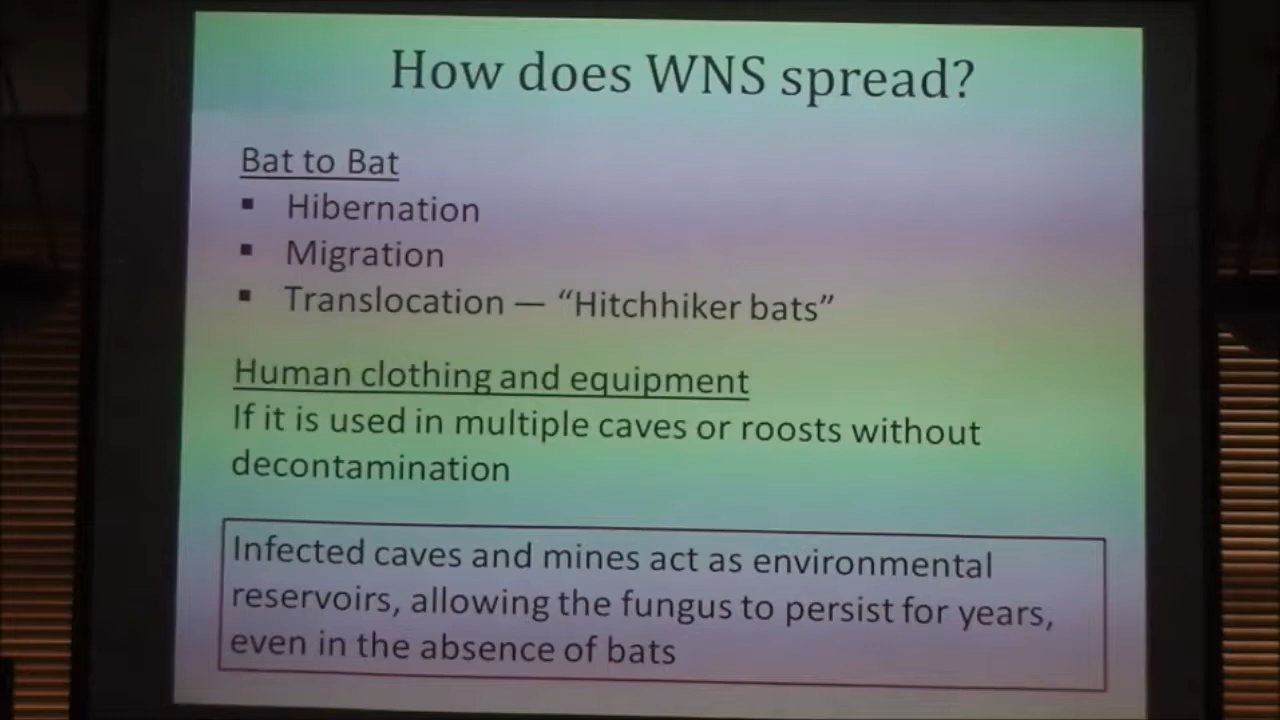 How does WNS spread?
Bat to Bat
▪ Hibernation
▪ Migration
▪ Translocation — “Hitchhiker bats”
Human clothing and equipment
If it is used in multiple caves or roosts without
decontamination
Infected caves and mines act as environmental
reservoirs, allowing the fungus to persist for years,
even in the absence of bats